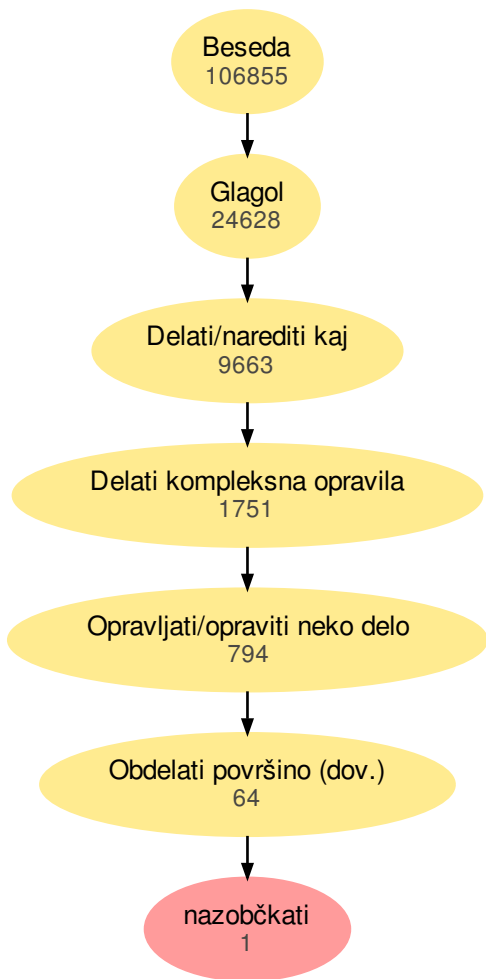 Beseda
106855
Glagol
24628
Delati/narediti kaj
9663
Delati kompleksna opravila
1751
Opravljati/opraviti neko delo
794
Obdelati površino (dov.)
64
nazobčkati
1